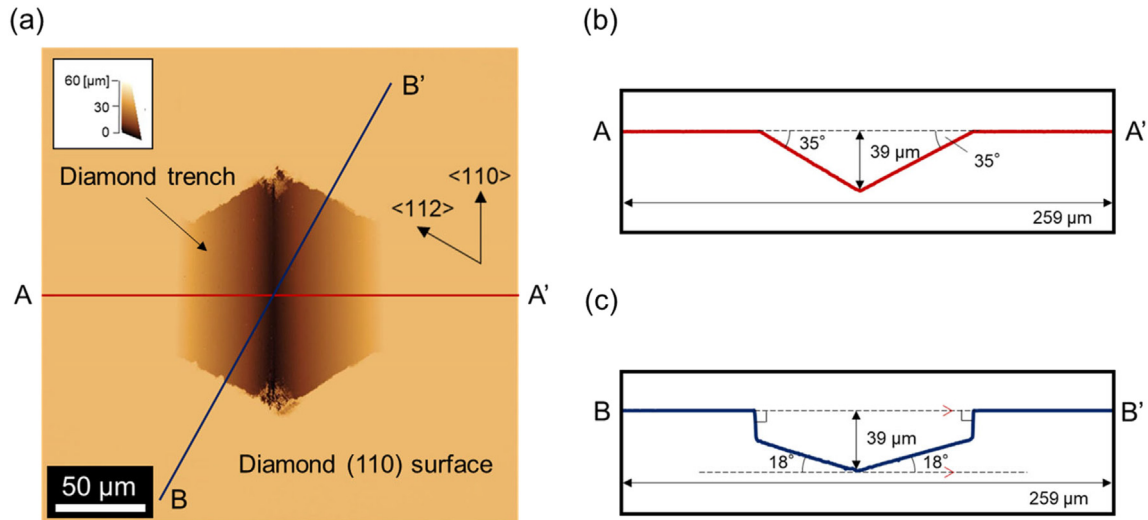 (a)
60 [μm]
30
0
Diamond trench
B'
<110>
<112>
A
A'
Diamond (110) surface
50 μm
B
(b)
A
A'
35°
39 μm
35°
259 μm
(c)
B
B'
39 μm
18°
18°
259 μm